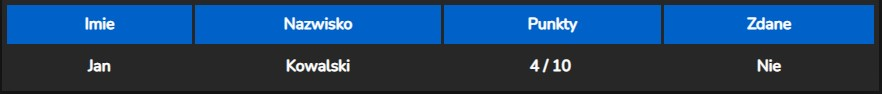 Imie Nazwisko Punkty Zdane
Jan Kowalski 4 / 10 Nie